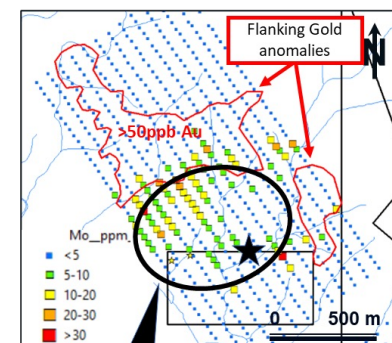 Flanking Gold
anomalies
N
>50ppb Au
Mo_ppm
<5
5-10
10-20
20-30
>30
0 500 m